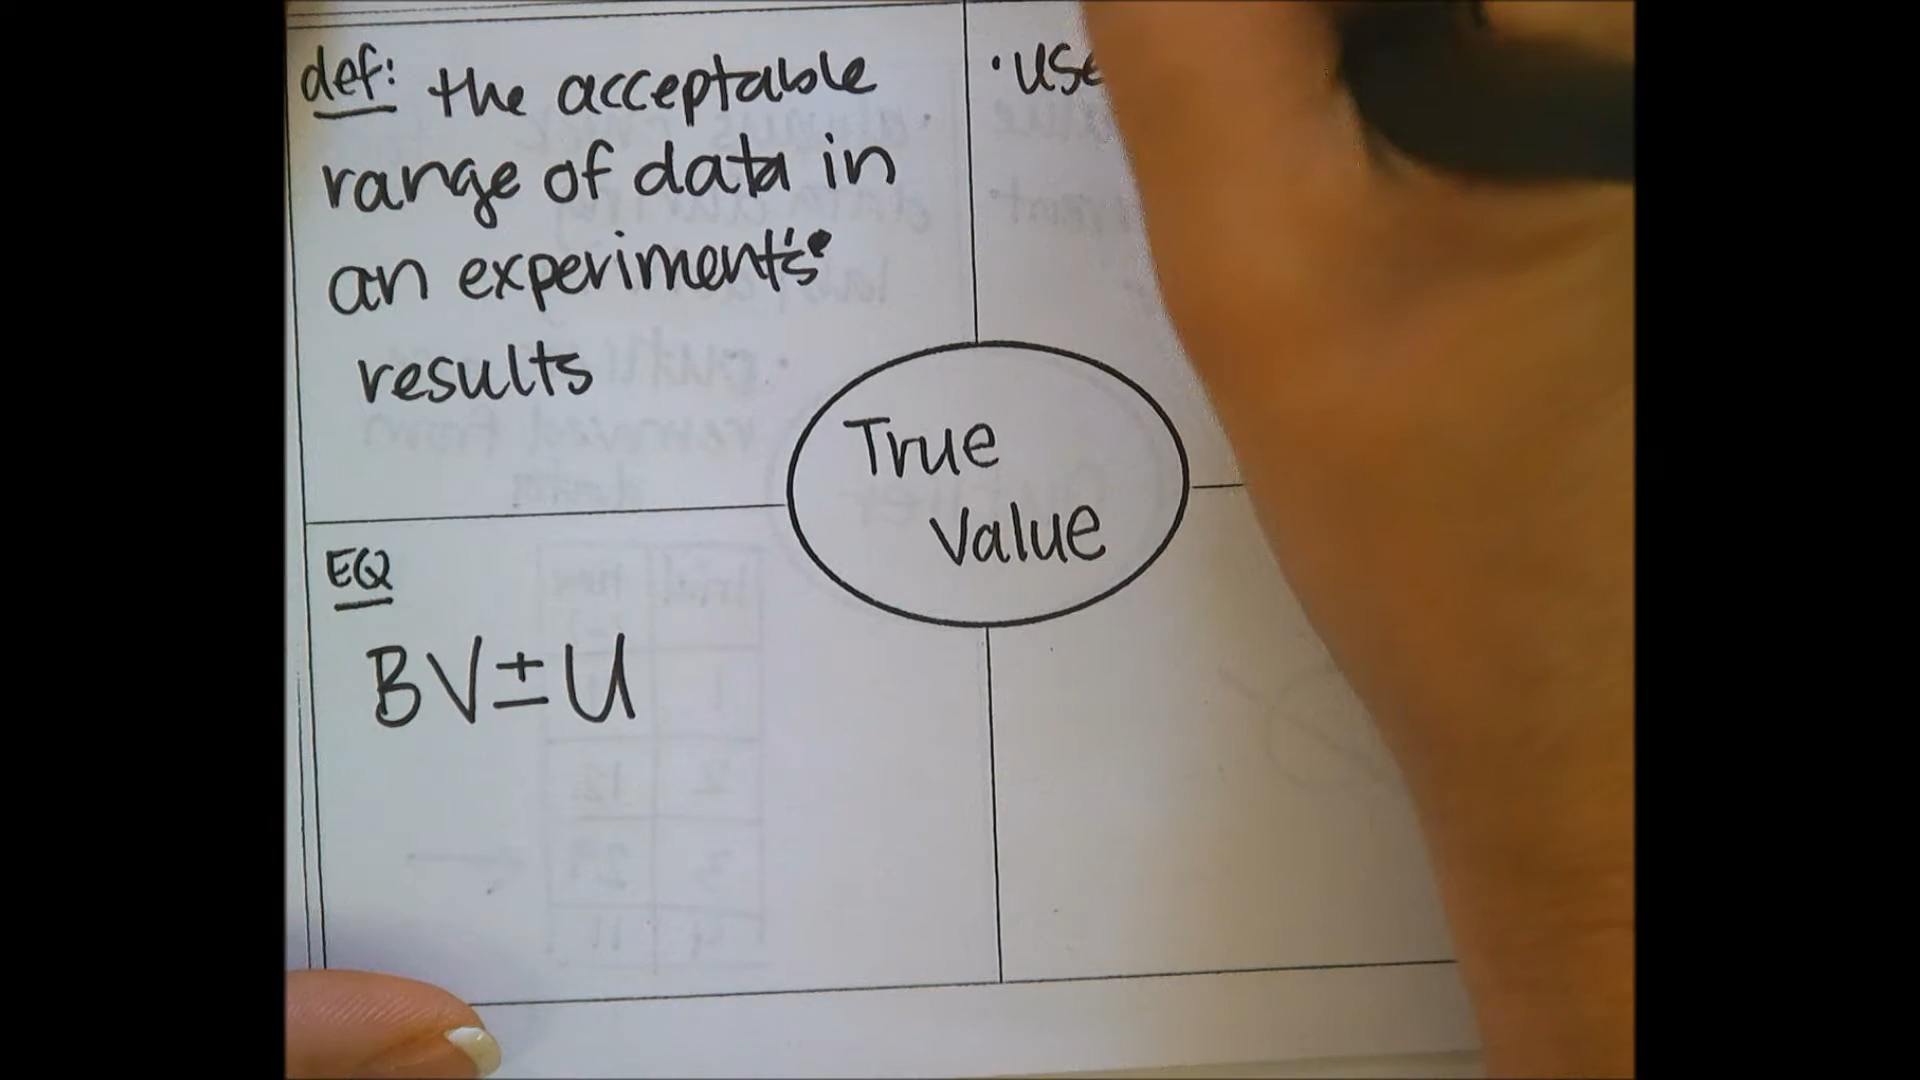 def: the acceptable
range of data in
an experiment's
results
• use
True
Value
EQ
BV ± U